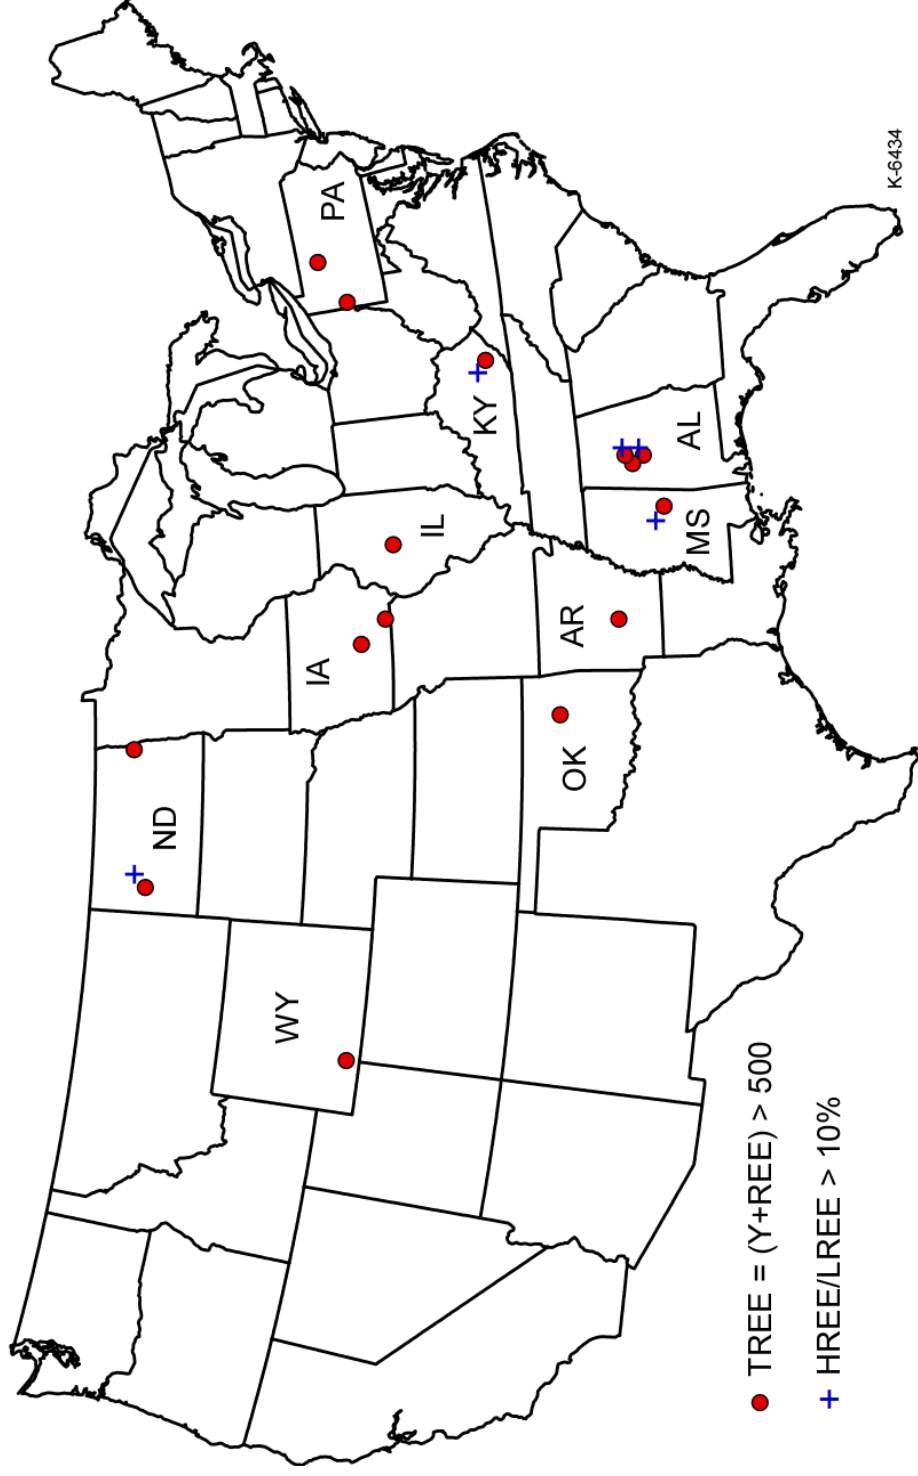 ND
WY
IA
IL
PA
KY
OK
AR
MS
AL
TREE = (Y+REE) > 500
HREE/LREE > 10%
K-6434